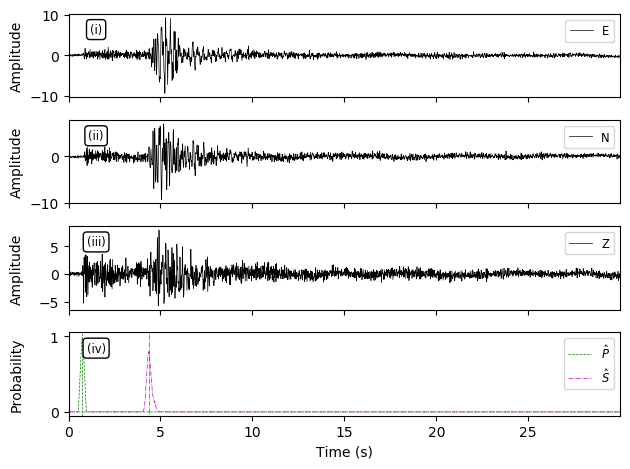 10
0
−10
Amplitude
(i)
E
0
−10
Amplitude
(ii)
N
5
0
−5
Amplitude
(iii)
Z
1
0
Probability
(iv)
P̂
Ŝ
0 5 10 15 20 25
Time (s)